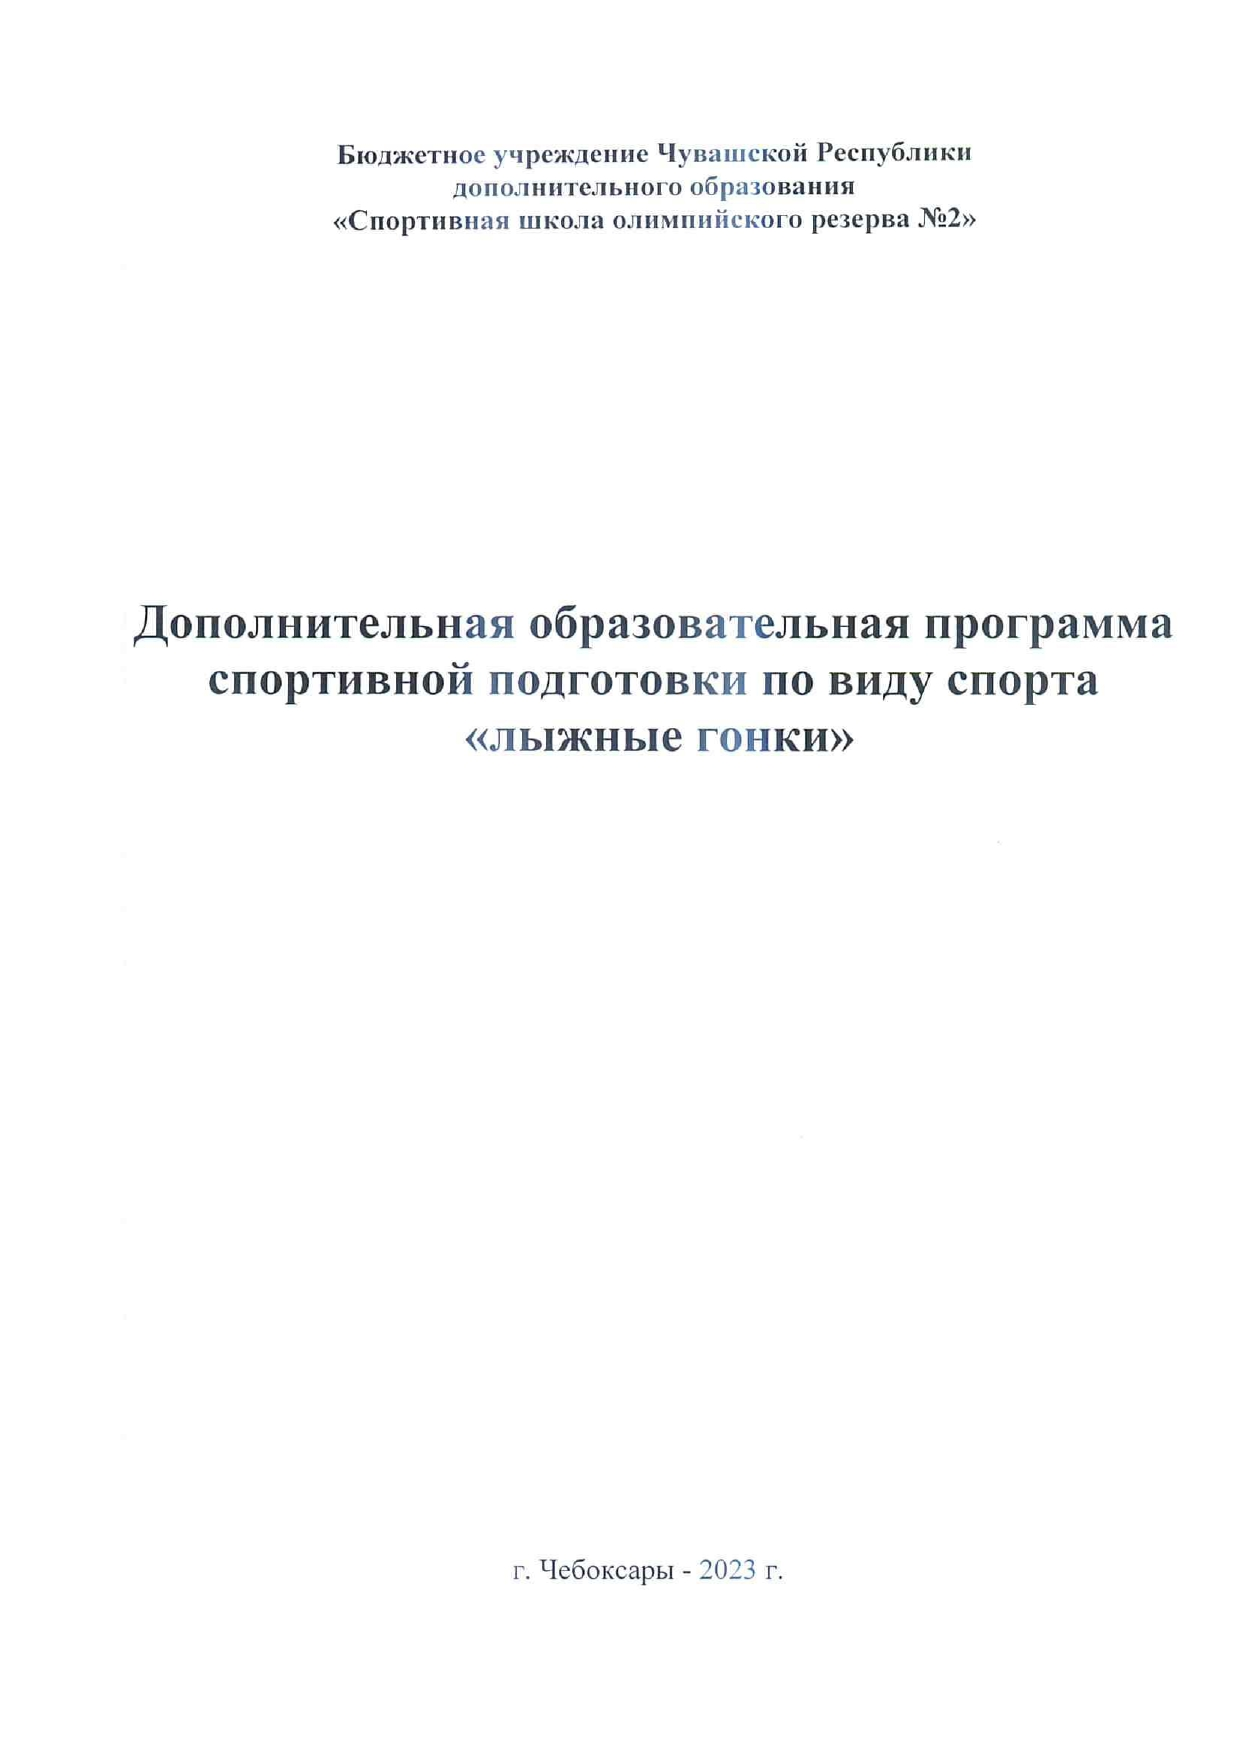 Бюджетное учреждение Чувашской Республики
дополнительного образования
«Спортивная школа олимпийского резерва №2»
Дополнительная образовательная программа
спортивной подготовки по виду спорта
«лыжные гонки»
г. Чебоксары - 2023 г.